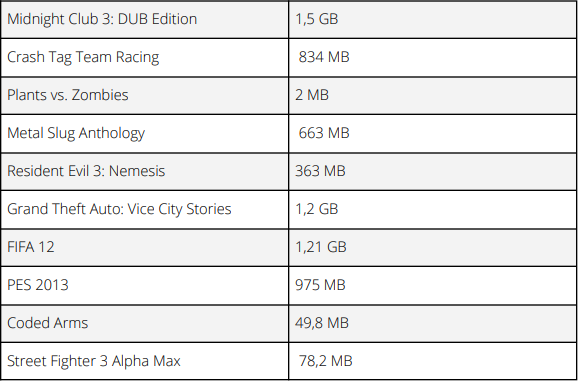 Midnight Club 3: DUB Edition 1,5 GB
Crash Tag Team Racing 834 MB
Plants vs. Zombies 2 MB
Metal Slug Anthology 663 MB
Resident Evil 3: Nemesis 363 MB
Grand Theft Auto: Vice City Stories 1,2 GB
FIFA 12 1,21 GB
PES 2013 975 MB
Coded Arms 49,8 MB
Street Fighter 3 Alpha Max 78,2 MB